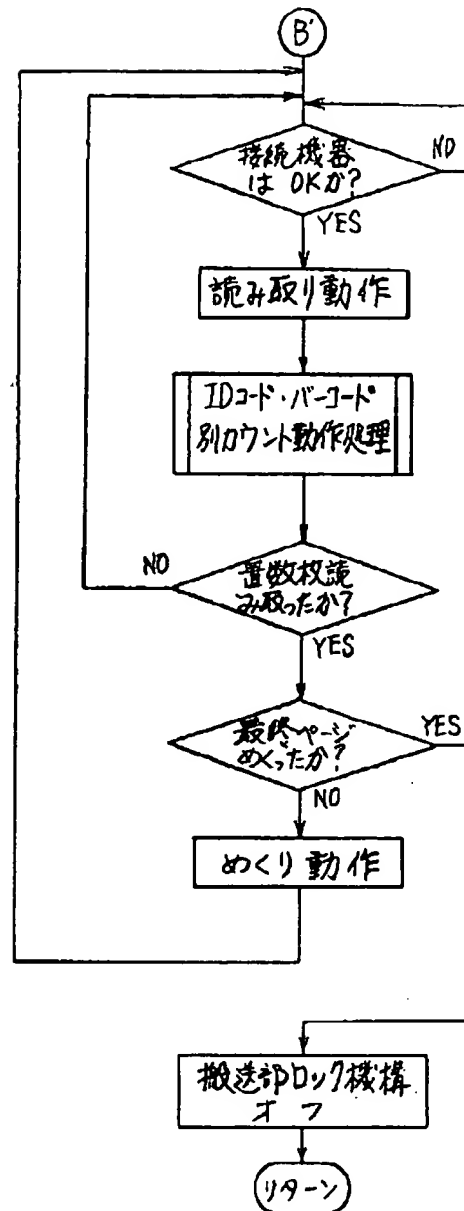 B'
接続機器
は OKか?
NO
YES
読み取り動作
IDコード・バーコード
別カウント動作処理
NO
置数枚読
み取ったか?
YES
最終ページ
めくったか?
YES
NO
めくり動作
搬送部ロック機構
オフ
リターン